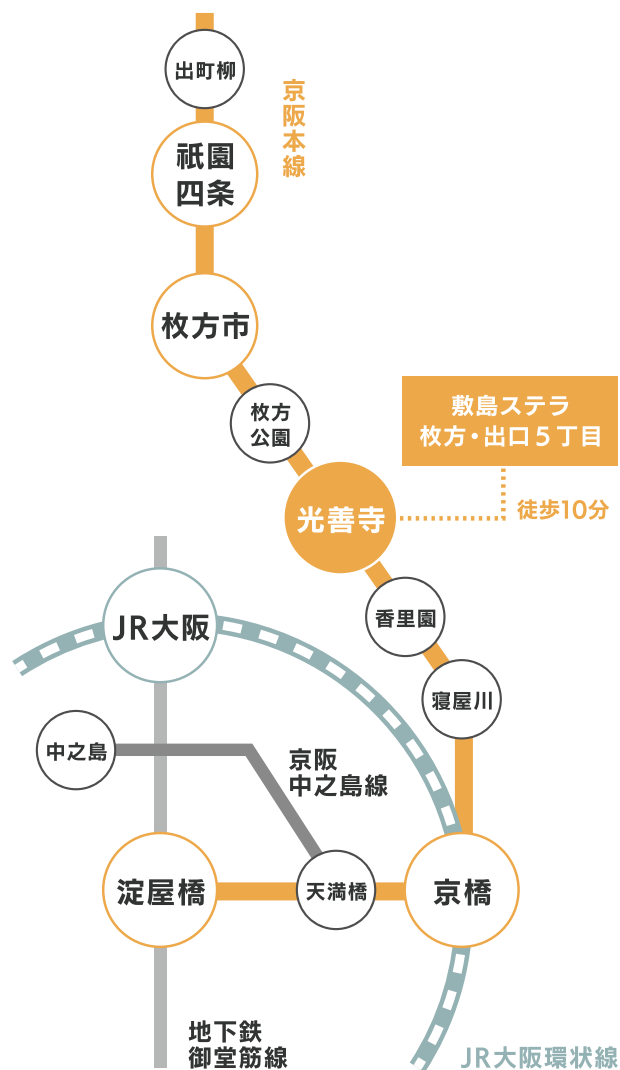 出町柳
京阪本線
祇園
四条
枚方市
枚方
公園
敷島ステラ
枚方・出口5丁目
光善寺
徒歩10分
香里園
JR大阪
寝屋川
中之島
京阪
中之島線
淀屋橋
天満橋
京橋
地下鉄
御堂筋線
JR大阪環状線